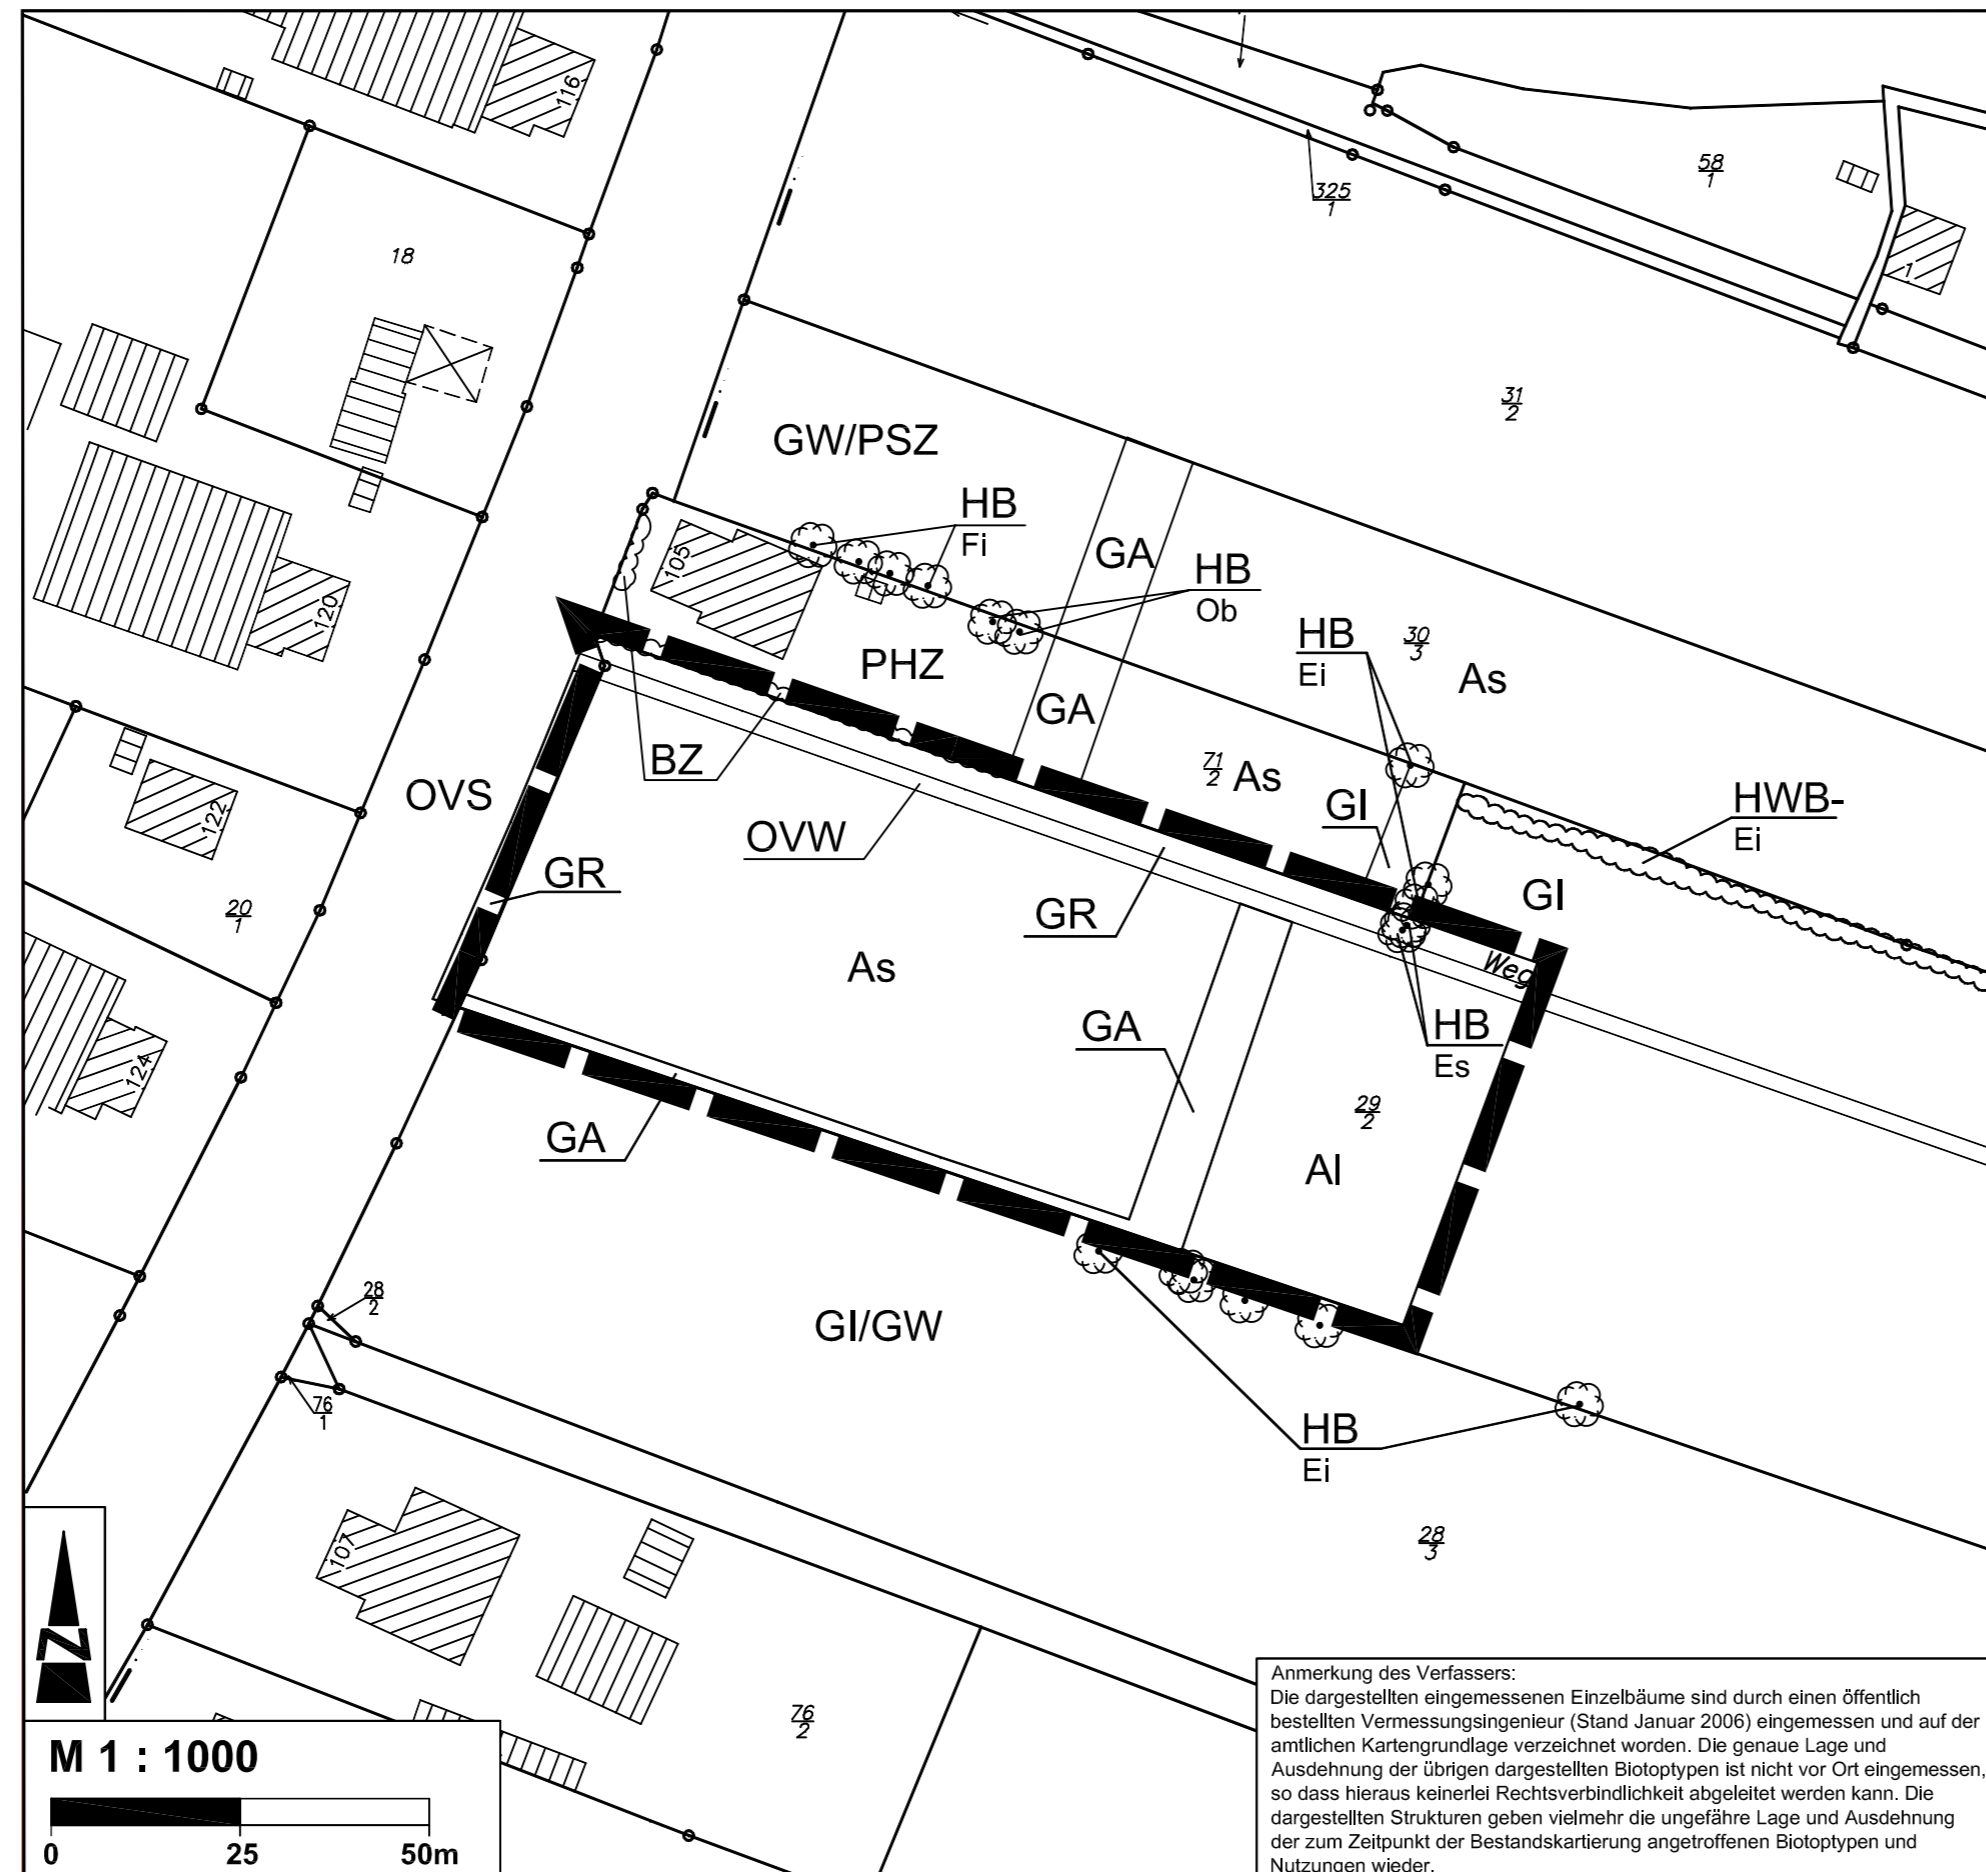 116
18
325
1
58
1
1
31
2
GW/PSZ
HB
Fi
GA
HB
Ob
105
120
PHZ
HB
Ei
30
3
As
GA
71
2
As
BZ
OVS
GI
HWB-
Ei
122
OVW
GR
GR
GI
20
1
As
Weg
GA
HB
Es
124
29
2
GA
Al
28
2
GI/GW
76
1
HB
Ei
107
28
3
N
76
2
M 1 : 1000
0 25 50m
Anmerkung des Verfassers:
Die dargestellten eingemessenen Einzelbäume sind durch einen öffentlich
bestellten Vermessungsingenieur (Stand Januar 2006) eingemessen und auf der
amtlichen Kartengrundlage verzeichnet worden. Die genaue Lage und
Ausdehnung der übrigen dargestellten Biotoptypen ist nicht vor Ort eingemessen,
so dass hieraus keinerlei Rechtsverbindlichkeit abgeleitet werden kann. Die
dargestellten Strukturen geben vielmehr die ungefähre Lage und Ausdehnung
der zum Zeitpunkt der Bestandskartierung angetroffenen Biotoptypen und
Nutzungen wieder.